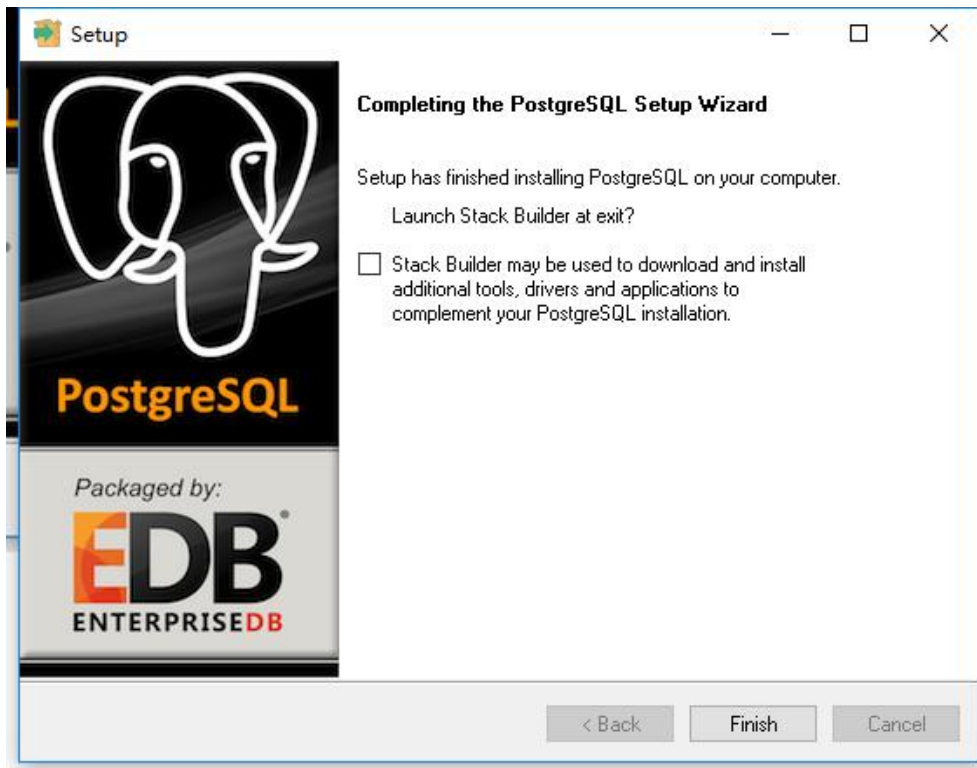 Setup
Completing the PostgreSQL Setup Wizard
Setup has finished installing PostgreSQL on your computer.
Launch Stack Builder at exit?
Stack Builder may be used to download and install
additional tools, drivers and applications to
complement your PostgreSQL installation.
PostgreSQL
Packaged by:
EDB
ENTERPRISEDB
< Back
Finish
Cancel